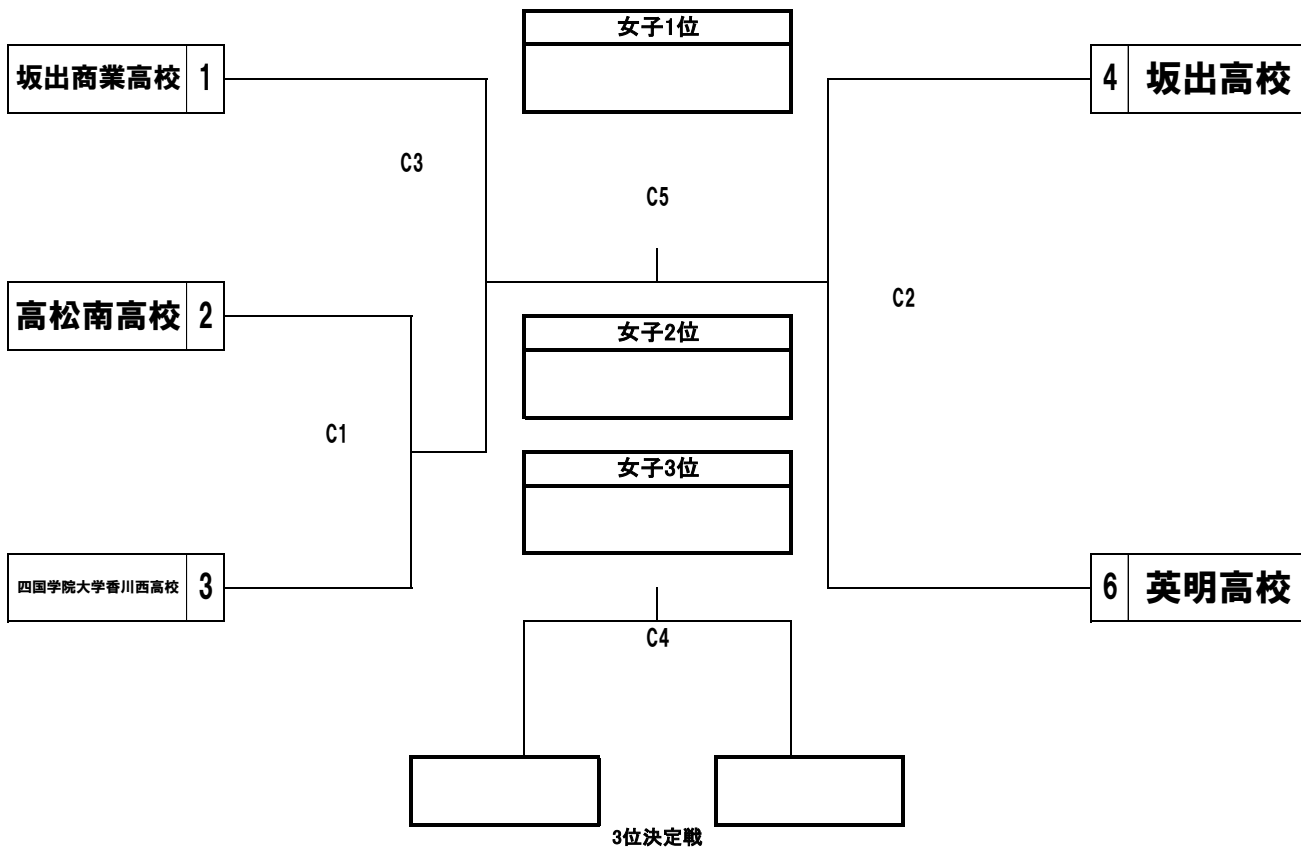 女子1位
坂出商業高校 1
4 坂出高校
C3
C5
高松南高校 2
C2
女子2位
C1
女子3位
四国学院大学香川西高校 3
6 英明高校
C4
3位決定戦